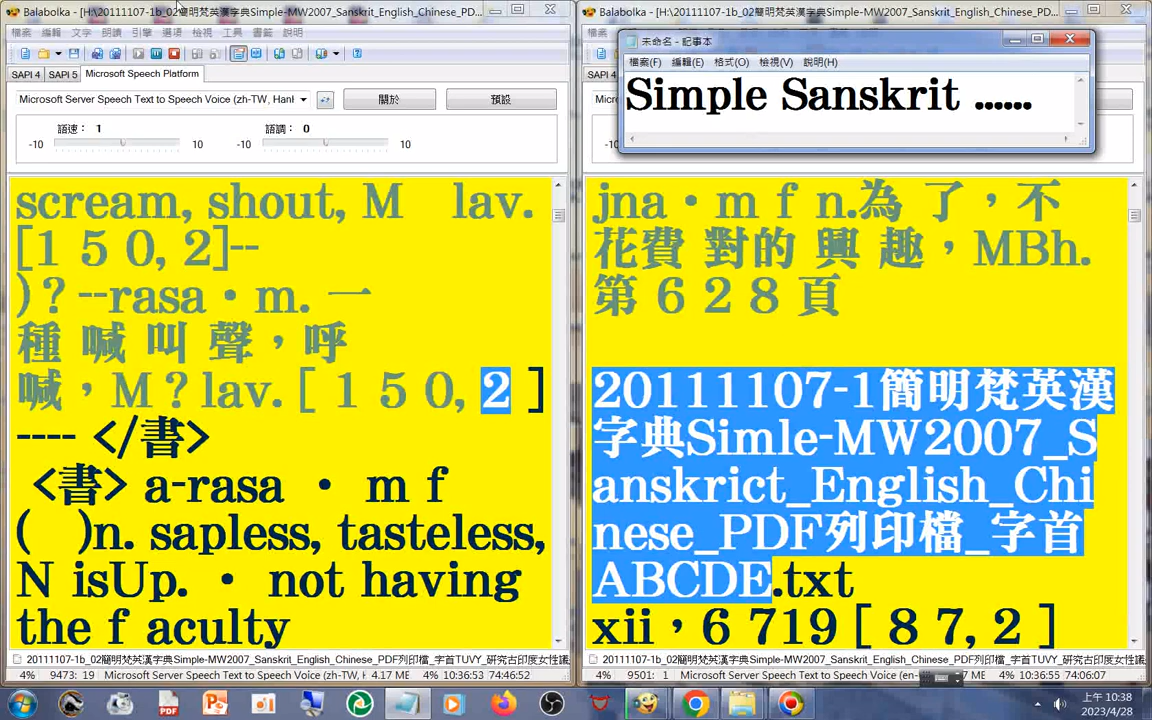 Balabolka - [H:\20111107-1b_02簡明梵英漢字典Simple-MW2007_Sanskrit_English_Chinese_PD...
檔案 編輯 文字 朗讀 引擎 選項 檢視 工具 書籤 說明
SAPI 4 SAPI 5 Microsoft Speech Platform
Microsoft Server Speech Text to Speech Voice (zh-TW, HanH
關於 預設
語速： 1 語調： 0
-10 10 -10 10
scream, shout, M lav.
[1 5 0, 2]--
)？--rasa・m. 一
種 喊 叫 聲，呼
喊，M？lav. [ 1 5 0, 2 ]
---- </書>
<書> a-rasa ・ m f
( )n. sapless, tasteless,
N isUp. ・ not having
the f aculty
20111107-1b_02簡明梵英漢字典Simple-MW2007_Sanskrit_English_Chinese_PDF列印檔_字首TUVY_研究古印度女性議
4% 9473: 19 Microsoft Server Speech Text to Speech Voice (zh-TW, Han 4.17 MB 4% 10:36:53 74:46:52
Balabolka - [H:\20111107-1b_02簡明梵英漢字典Simple-MW2007_Sanskrit_English_Chinese_PDF...
檔案
SAPI 4
Micr
-10
未命名 - 記事本
檔案(F) 編輯(E) 格式(O) 檢視(V) 說明(H)
Simple Sanskrit ......
jna・m f n.為 了，不
花費 對的 興 趣，MBh.
第 6 2 8 頁
20111107-1簡明梵英漢
字典Simle-MW2007_S
anskrict_English_Chi
nese_PDF列印檔_字首
ABCDE.txt
xii，6 719 [ 8 7, 2 ]
20111107-1b_02簡明梵英漢字典Simple-MW2007_Sanskrit_English_Chinese_PDF列印檔_字首TUVY_研究古印度女性議
4% 9501: 1 Microsoft Server Speech Text to Speech Voice (zh-TW, Han 4.17 MB 4% 10:36:55 74:06:07
上午 10:38
2023/4/28